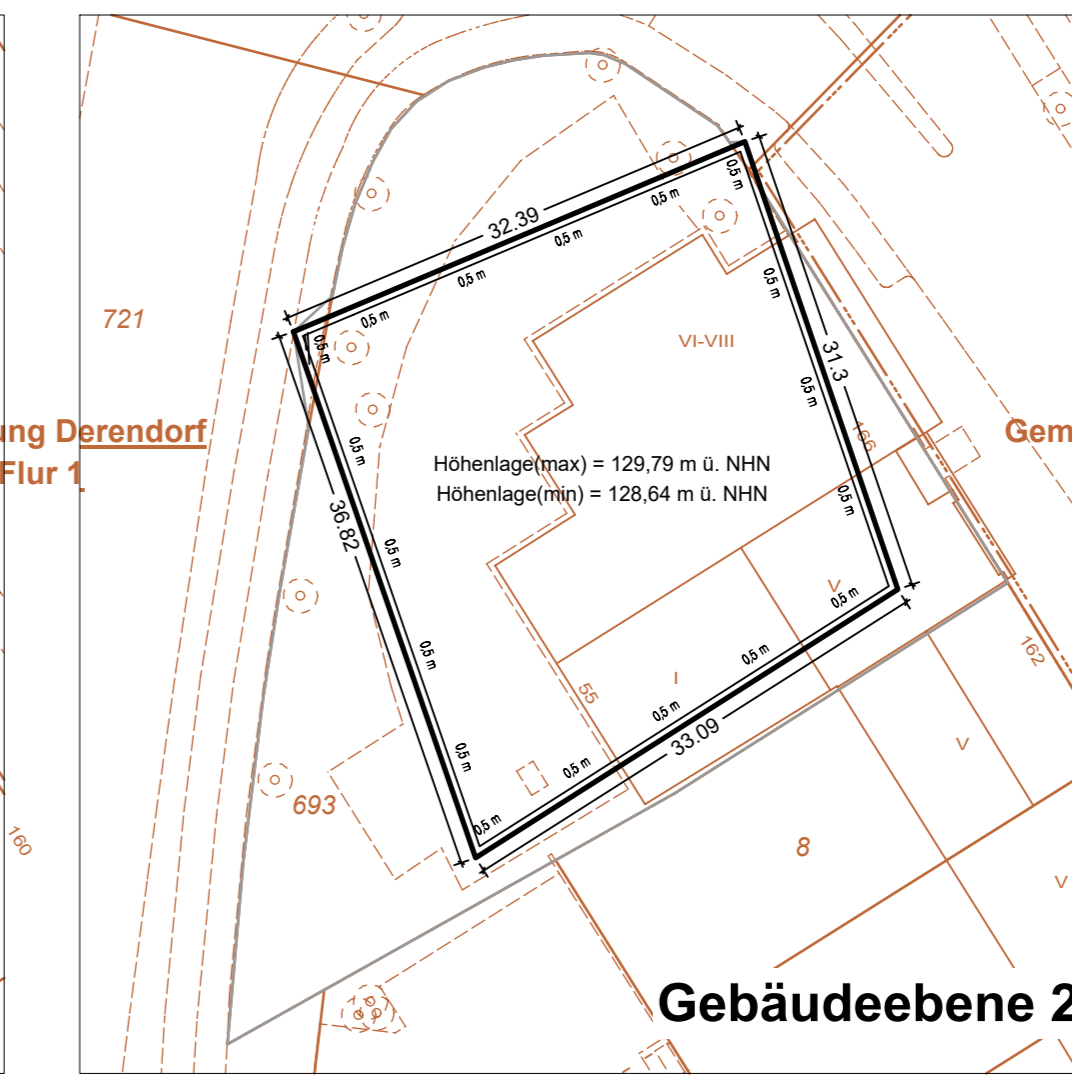 32.39
0,5 m
0,5 m
0,5 m
0,5 m
0,5 m
0,5 m
721
VI-VIII
0,5 m
31.3
0,5 m
166
ung Derendorf
Gem
Flur 1
0,5 m
Höhenlage(max) = 129,79 m ü. NHN
Höhenlage(min) = 128,64 m ü. NHN
0,5 m
36.82
0,5 m
V
0,5 m
0,5 m
0,5 m
162
I
55
0,5 m
33.09
V
0,5 m
0,5 m
693
0,5 m
160
8
V
Gebäudeebene 2